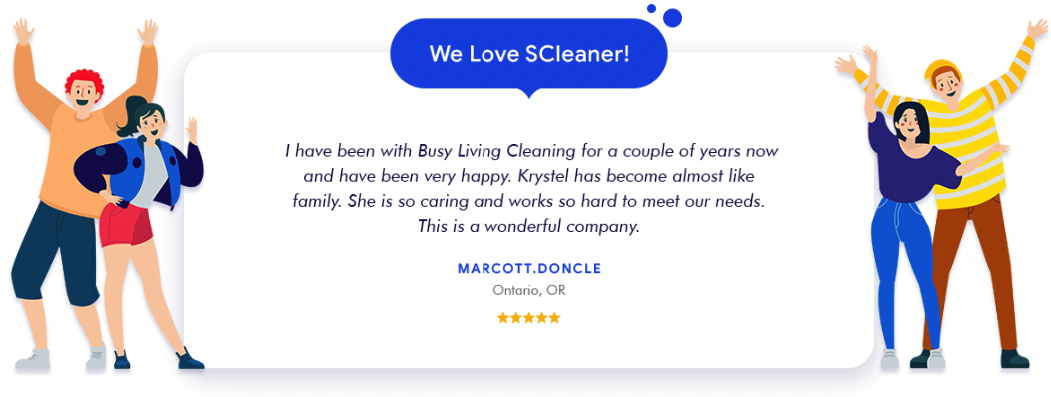 We Love SCleaner!
I have been with Busy Living Cleaning for a couple of years now
and have been very happy. Krystel has become almost like
family. She is so caring and works so hard to meet our needs.
This is a wonderful company.
MARCOTT.DONCLE
Ontario, OR